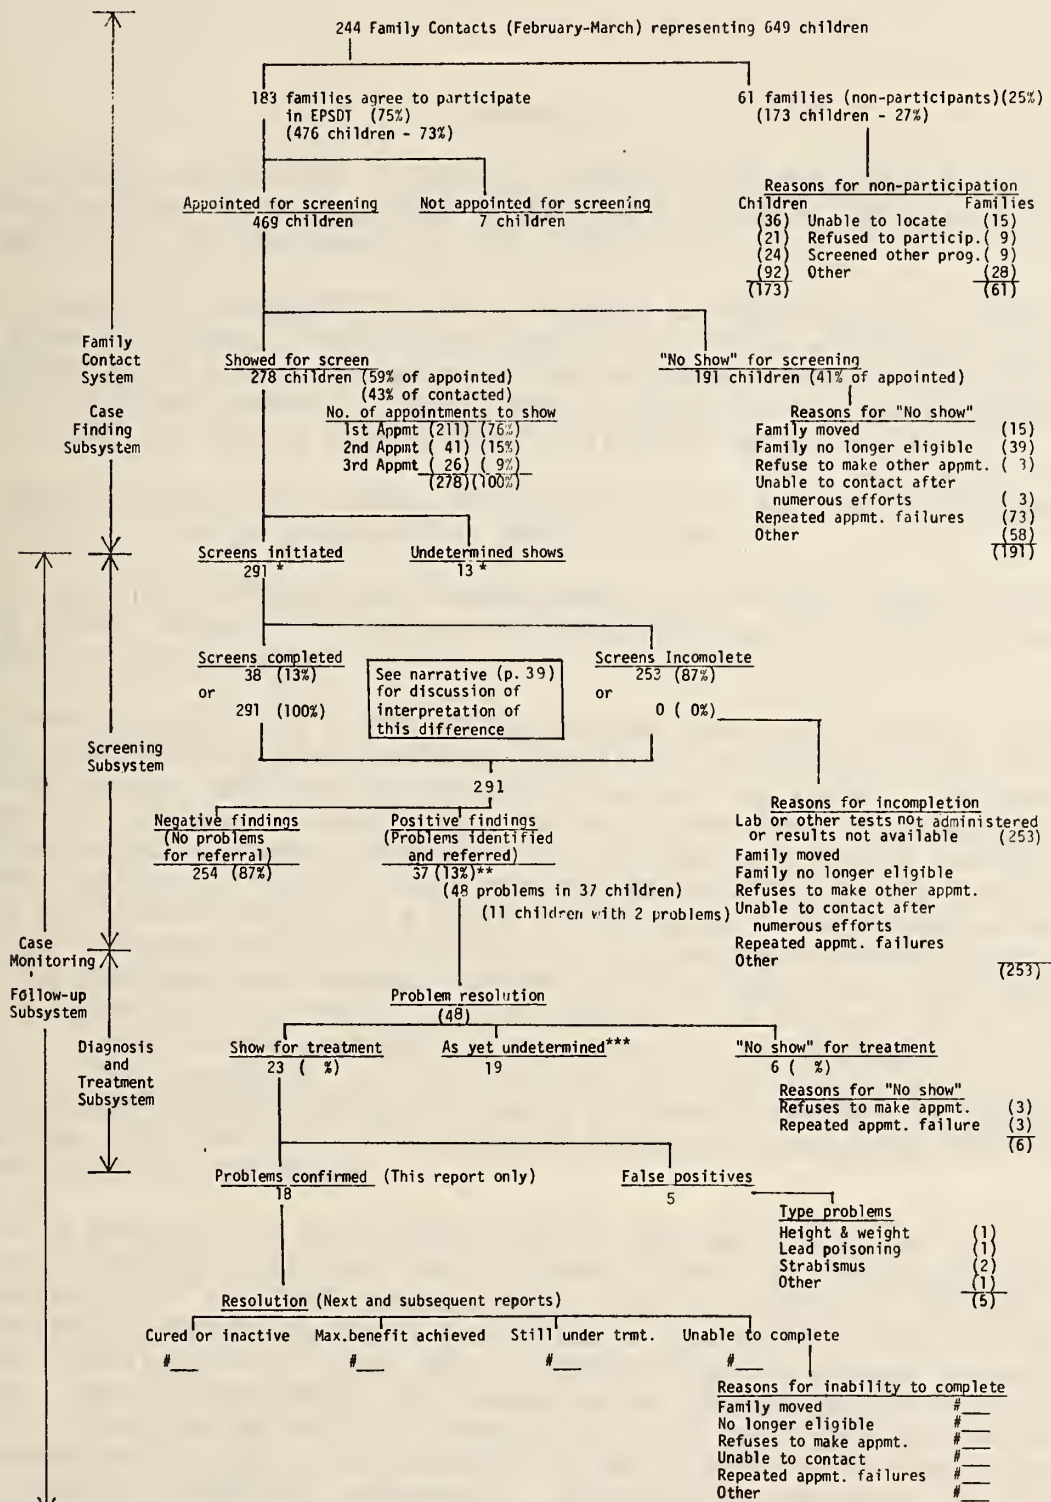 244 Family Contacts (February-March) representing 649 children
183 families agree to participate
in EPSDT (75%)
(476 children - 73%)
61 families (non-participants)(25%)
(173 children - 27%)
Reasons for non-participation
Children Families
(36) Unable to locate (15)
(21) Refused to particip.( 9)
(24) Screened other prog.( 9)
(92) Other (28)
(173) (61)
Appointed for screening
469 children
Not appointed for screening
7 children
Family
Contact
System
Case
Finding
Subsystem
Showed for screen
278 children (59% of appointed)
(43% of contacted)
No. of appointments to show
1st Appmt (211) (76%)
2nd Appmt ( 41) (15%)
3rd Appmt ( 26) ( 9%)
(278)(100%)
"No Show" for screening
191 children (41% of appointed)
Reasons for "No show"
Family moved (15)
Family no longer eligible (39)
Refuse to make other appmt. ( 3)
Unable to contact after
numerous efforts ( 3)
Repeated appmt. failures (73)
Other (58)
(191)
Screens initiated
291 *
Undetermined shows
13 *
Screens completed
38 (13%)
or
291 (100%)
See narrative (p. 39)
for discussion of
interpretation of
this difference
Screens Incomolete
253 (87%)
or
0 ( 0%)
Screening
Subsystem
291
Negative findings
(No problems
for referral)
254 (87%)
Positive findings
(Problems identified
and referred)
37 (13%)**
(48 problems in 37 children)
(11 children with 2 problems)
Reasons for incompletion
Lab or other tests not administered
or results not available (253)
Family moved
Family no longer eligible
Refuses to make other appmt.
Unable to contact after
numerous efforts
Repeated appmt. failures
Other
(253)
Case
Monitoring
Follow-up
Subsystem
Problem resolution
(48)
Diagnosis
and
Treatment
Subsystem
Show for treatment
23 ( %)
As yet undetermined***
19
"No show" for treatment
6 ( %)
Reasons for "No show"
Refuses to make appmt. (3)
Repeated appmt. failure (3)
(6)
Problems confirmed (This report only)
18
False positives
5
Type problems
Height & weight (1)
Lead poisoning (1)
Strabismus (2)
Other (1)
(5)
Resolution (Next and subsequent reports)
Cured or inactive Max.benefit achieved Still under trmt. Unable to complete
#__ #__ #__ #__
Reasons for inability to complete
Family moved #__
No longer eligible #__
Refuses to make appmt. #__
Unable to contact #__
Repeated appmt. failures #__
Other #__